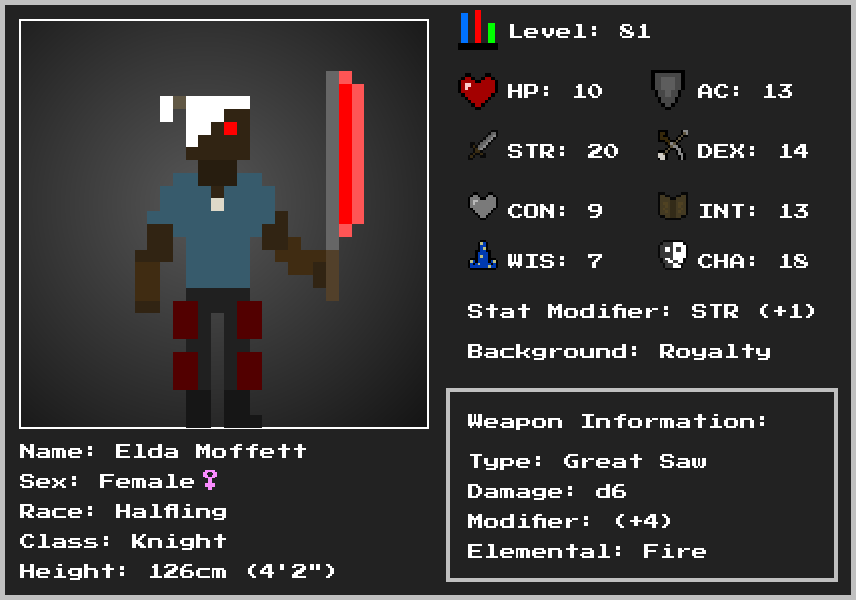 Level: 81
HP: 10 AC: 13
STR: 20 DEX: 14
CON: 9 INT: 13
WIS: 7 CHA: 18
Stat Modifier: STR (+1)
Background: Royalty
Weapon Information:
Type: Great Saw
Damage: d6
Modifier: (+4)
Elemental: Fire
Name: Elda Moffett
Sex: Female ♀
Race: Halfling
Class: Knight
Height: 126cm (4'2")